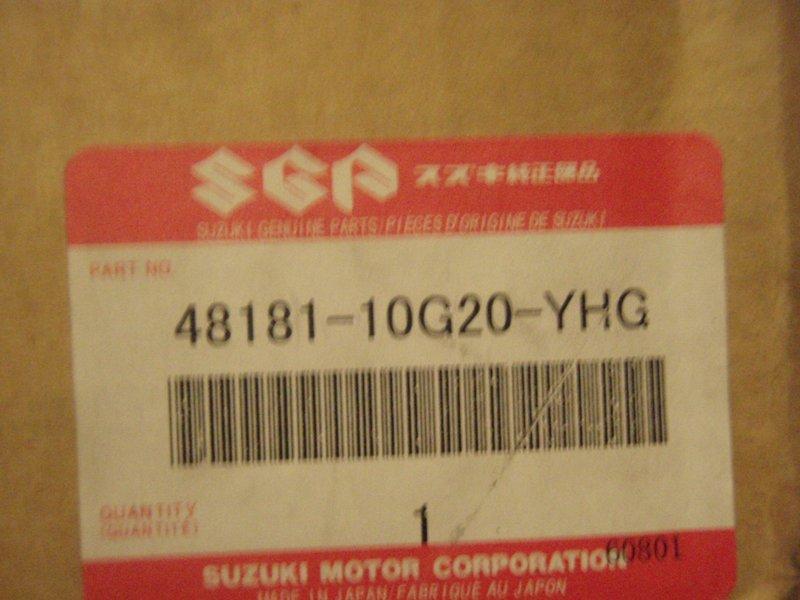 SGP スズキ純正部品
SUZUKI GENUINE PARTS/PIECES D'ORIGINE DE SUZUKI
PART NO.
48181-10G20-YHG
QUANTITY
(QUANTITÉ)
1
60801
SUZUKI MOTOR CORPORATION
MADE IN JAPAN/FABRIQUE AU JAPON